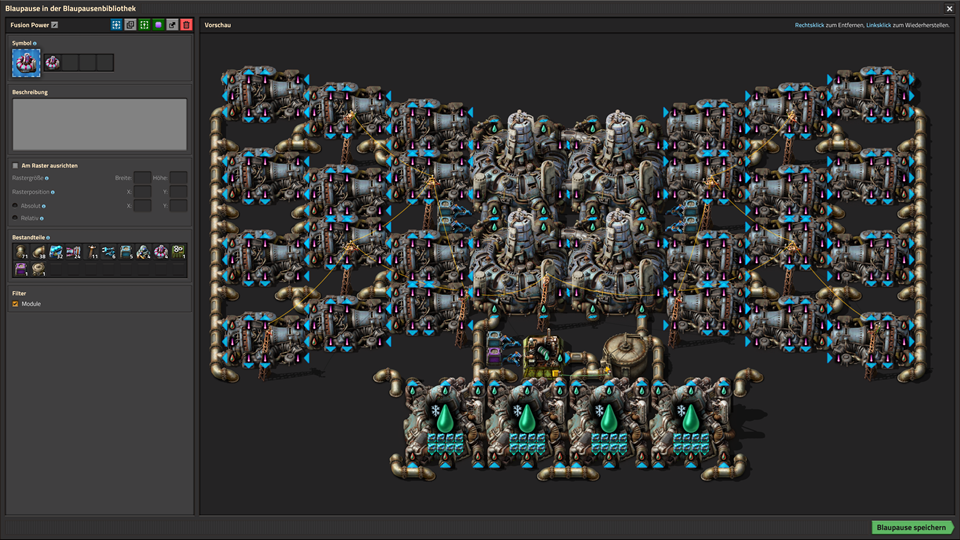 Blaupause in der Blaupausenbibliothek
Fusion Power
Vorschau
Rechtsklick zum Entfernen, Linksklick zum Wiederherstellen.
Symbol
Beschreibung
Am Raster ausrichten
Rastergröße
Breite:
Höhe:
Rasterposition
X:
Y:
Absolut
X:
Y:
Relativ
Bestandteile
Filter
Module
Blaupause speichern